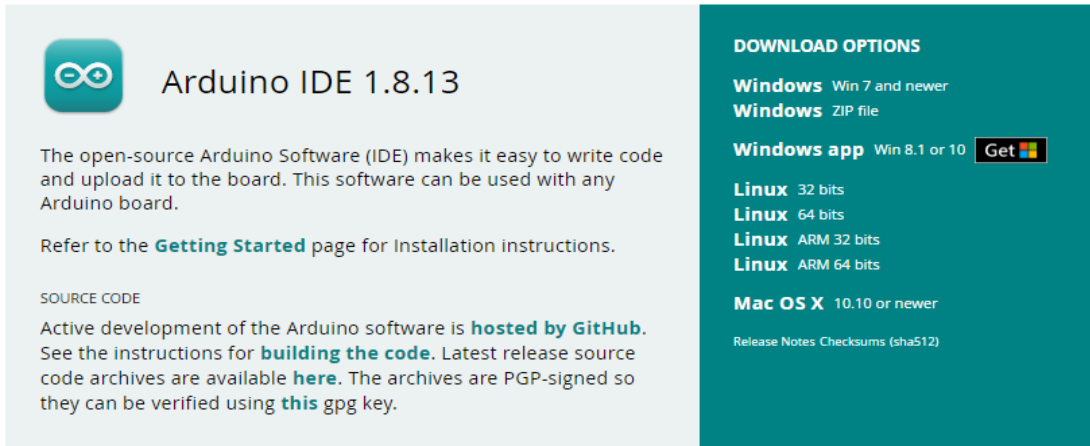 Arduino IDE 1.8.13
The open-source Arduino Software (IDE) makes it easy to write code
and upload it to the board. This software can be used with any
Arduino board.
Refer to the Getting Started page for Installation instructions.
SOURCE CODE
Active development of the Arduino software is hosted by GitHub.
See the instructions for building the code. Latest release source
code archives are available here. The archives are PGP-signed so
they can be verified using this gpg key.
DOWNLOAD OPTIONS
Windows Win 7 and newer
Windows ZIP file
Windows app Win 8.1 or 10 Get
Linux 32 bits
Linux 64 bits
Linux ARM 32 bits
Linux ARM 64 bits
Mac OS X 10.10 or newer
Release Notes Checksums (sha512)